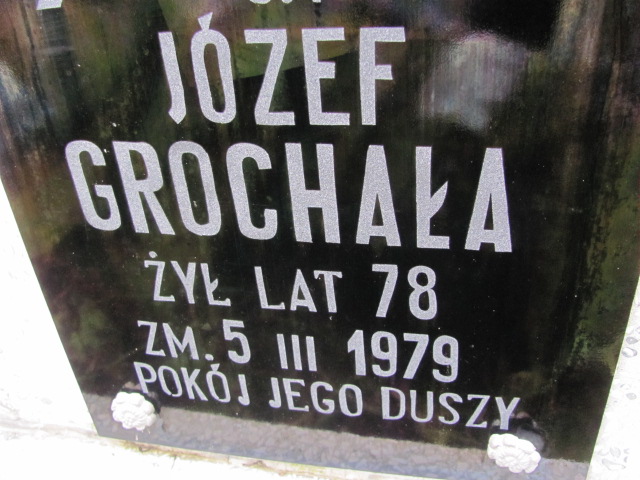 JÓZEF
GROCHAŁA
ŻYŁ LAT 78
ZM. 5 III 1979
POKÓJ JEGO DUSZY